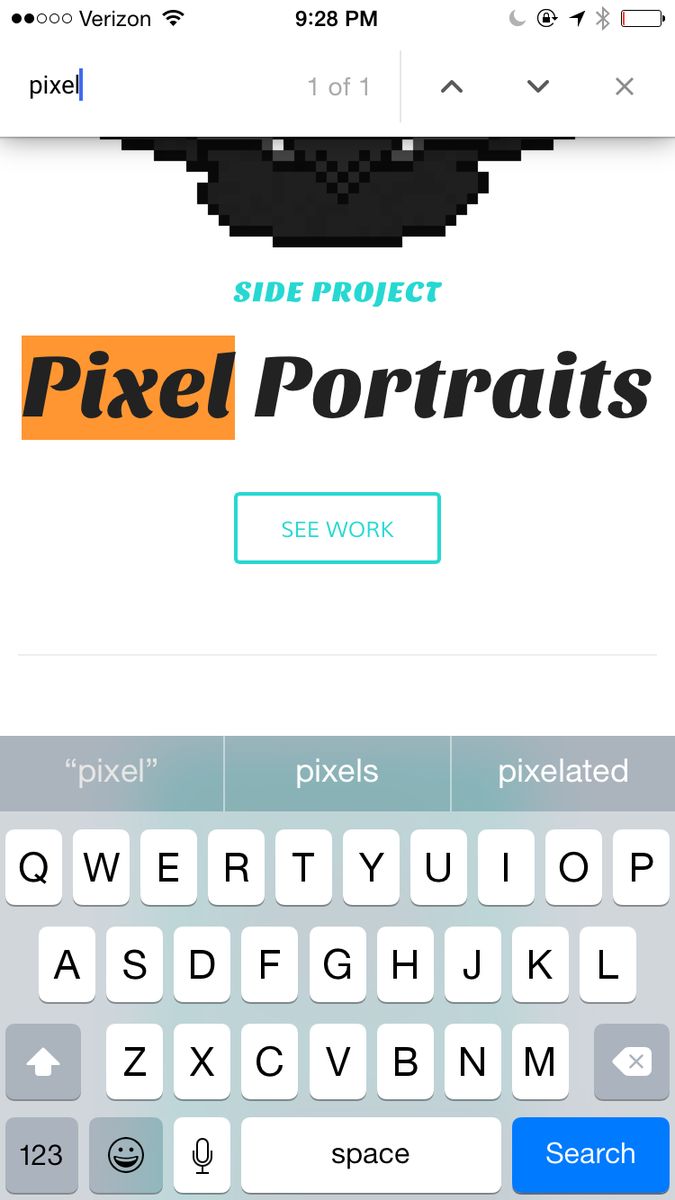 Verizon 9:28 PM
pixel 1 of 1
SIDE PROJECT
Pixel Portraits
SEE WORK
“pixel” pixels pixelated
Q W E R T Y U I O P
A S D F G H J K L
Z X C V B N M
123 space Search